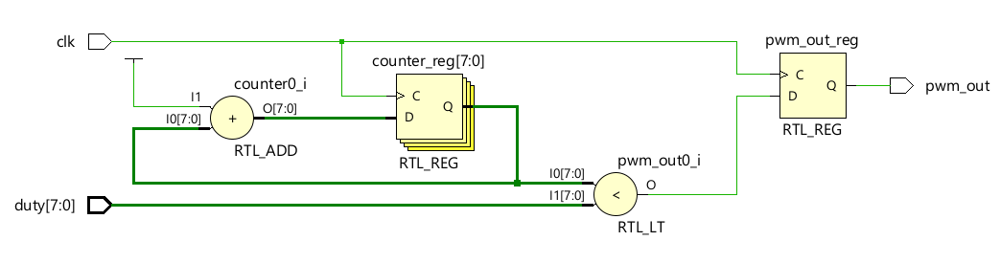 clk
pwm_out_reg
counter_reg[7:0]
counter0_i
C
Q
pwm_out
D
I1
O[7:0]
C
Q
I0[7:0]
+
D
RTL_REG
RTL_ADD
RTL_REG
pwm_out0_i
I0[7:0]
O
duty[7:0]
I1[7:0]
<
RTL_LT